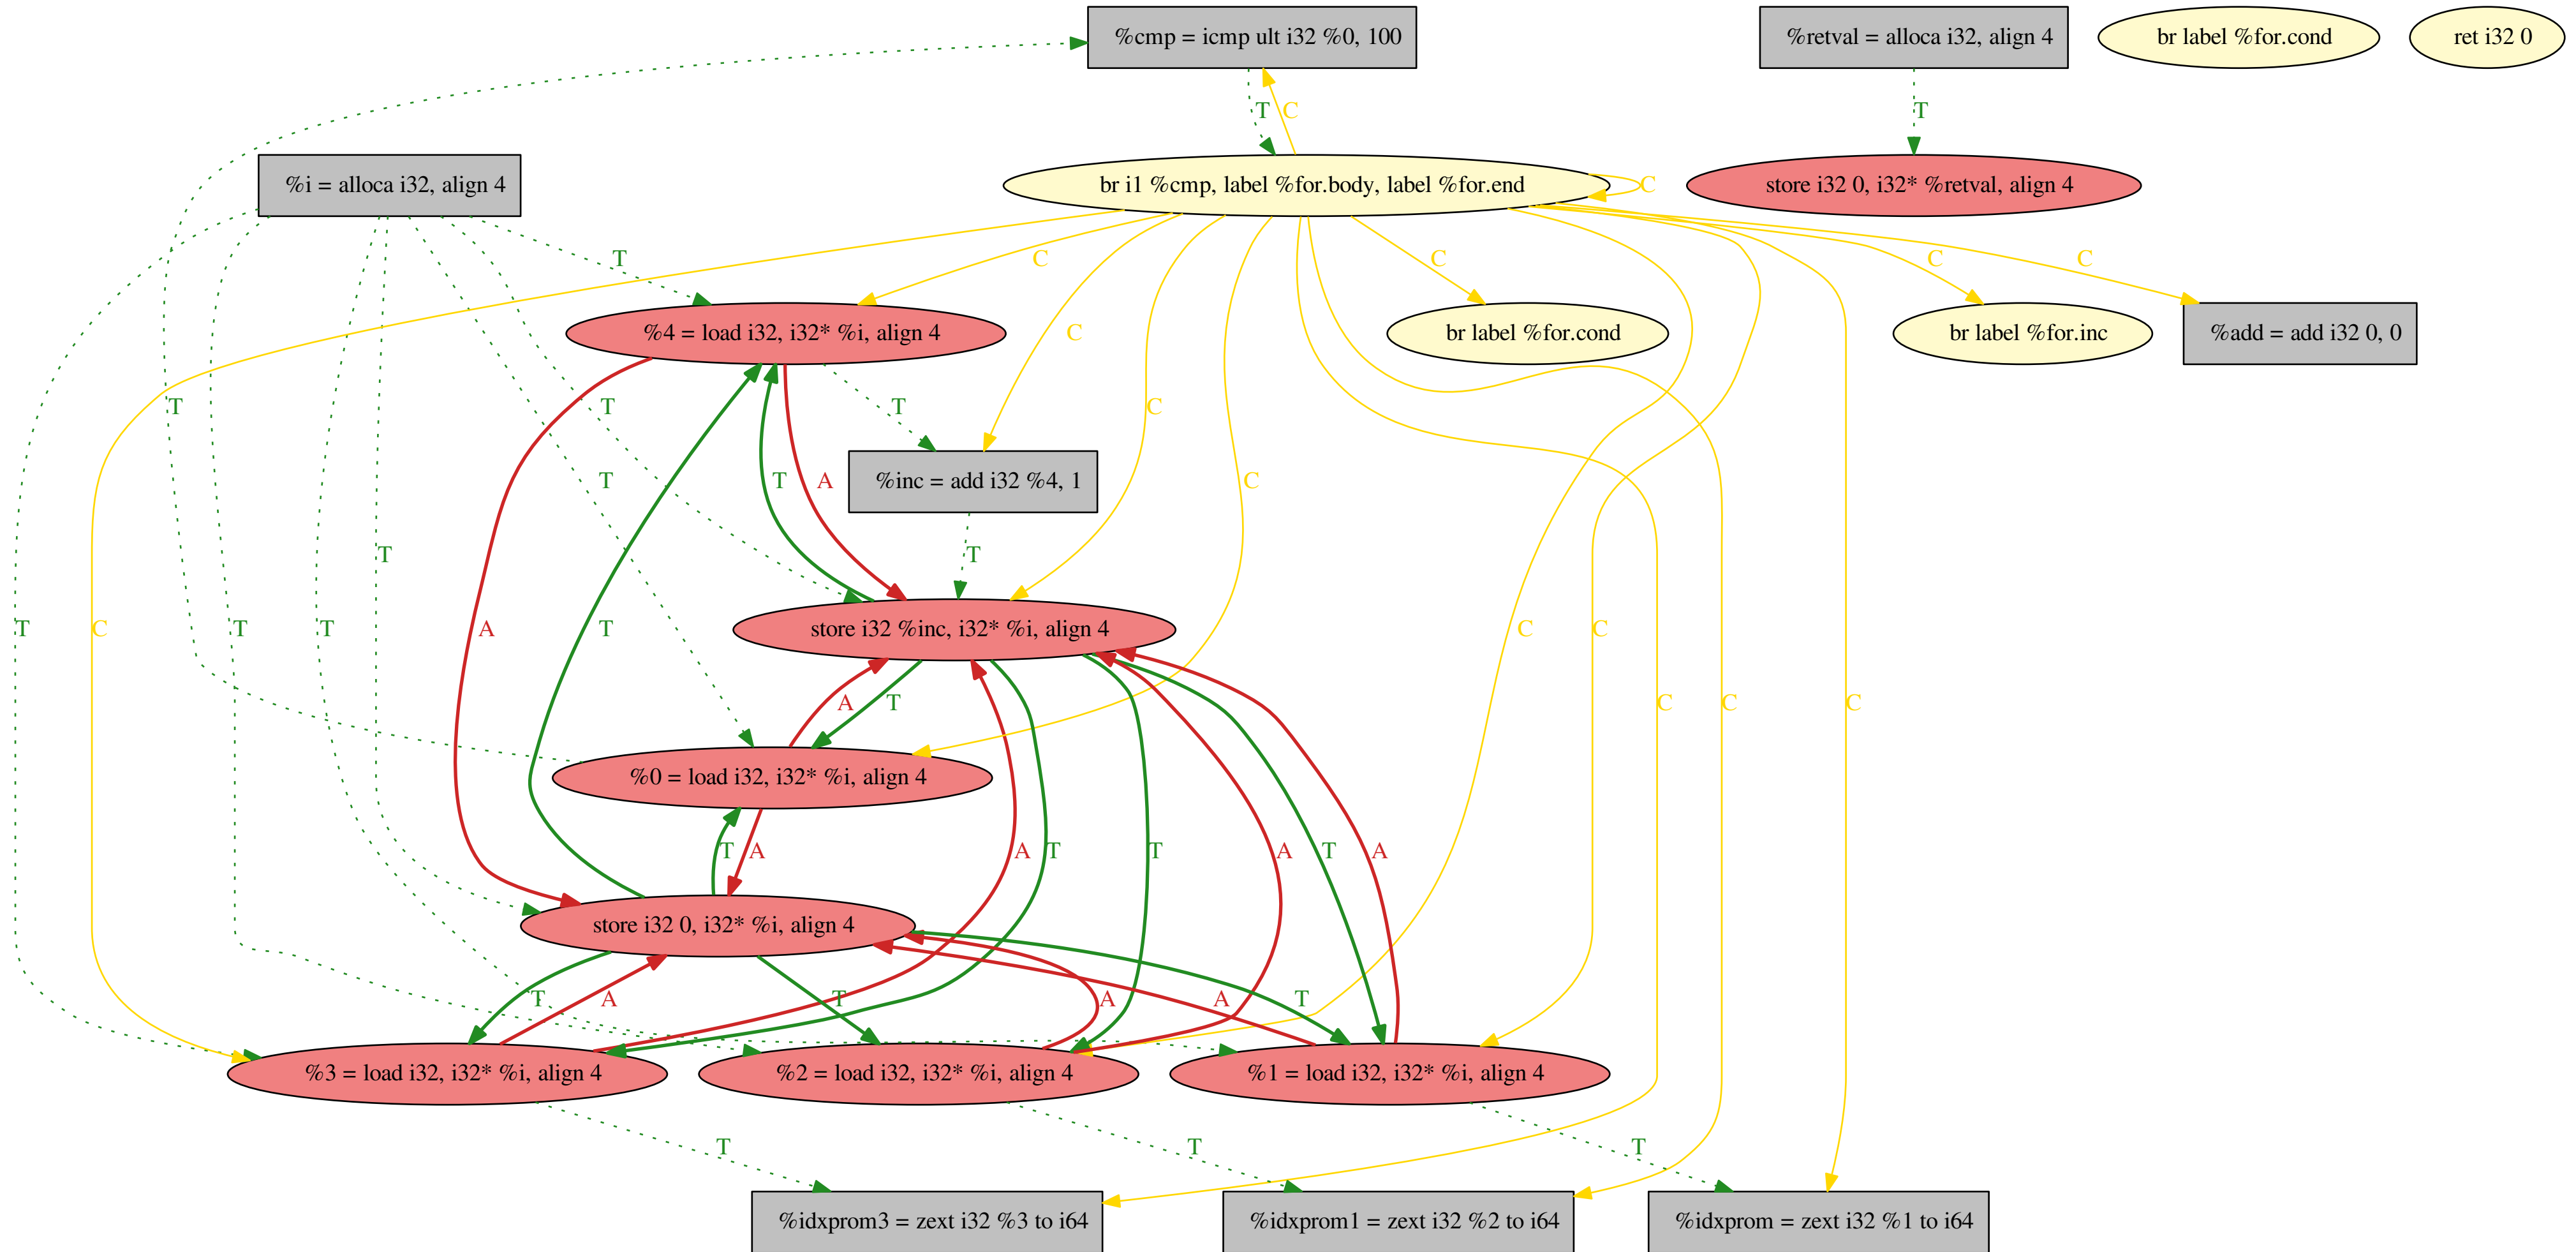 %cmp = icmp ult i32 %0, 100
%retval = alloca i32, align 4
br label %for.cond
ret i32 0
T
C
T
%i = alloca i32, align 4
br i1 %cmp, label %for.body, label %for.end
C
store i32 0, i32* %retval, align 4
T
C
C
C
C
%4 = load i32, i32* %i, align 4
C
br label %for.cond
br label %for.inc
%add = add i32 0, 0
T
T
T
C
T
T
A
%inc = add i32 %4, 1
C
T
T
T
T
T
C
A
T
store i32 %inc, i32* %i, align 4
C
C
A
T
C
C
C
%0 = load i32, i32* %i, align 4
T
A
A
T
T
A
T
A
store i32 0, i32* %i, align 4
T
A
T
A
A
T
%3 = load i32, i32* %i, align 4
%2 = load i32, i32* %i, align 4
%1 = load i32, i32* %i, align 4
T
T
T
%idxprom3 = zext i32 %3 to i64
%idxprom1 = zext i32 %2 to i64
%idxprom = zext i32 %1 to i64